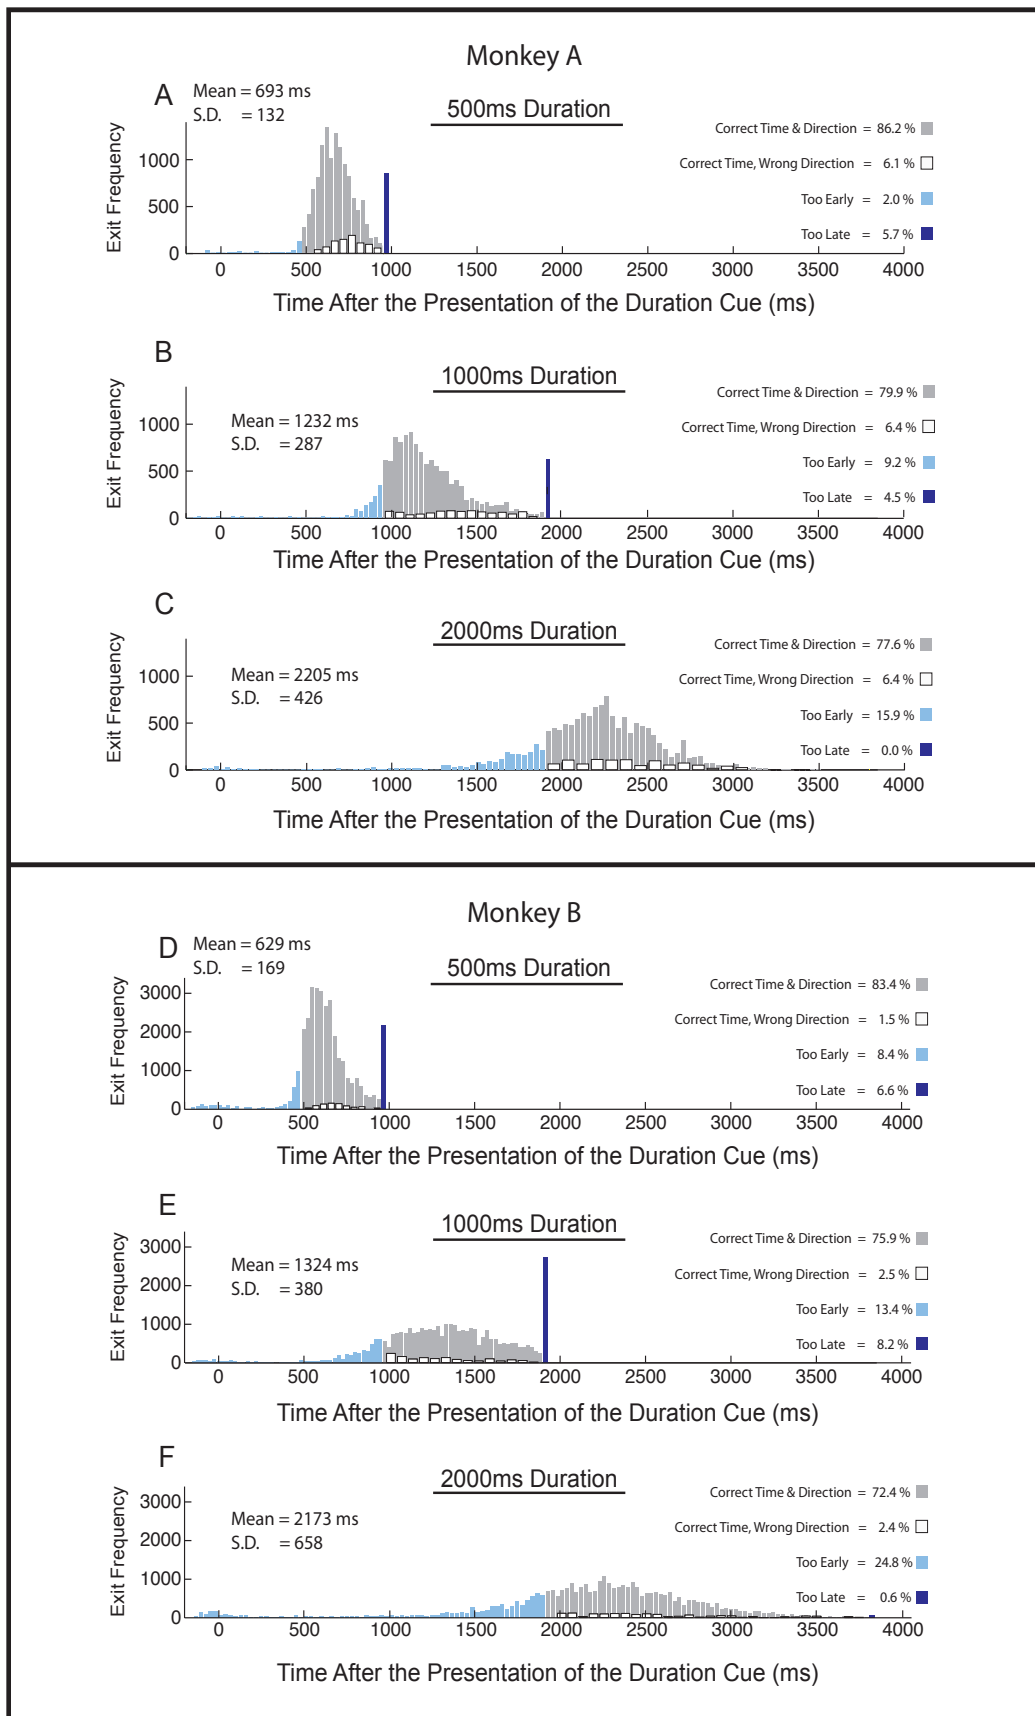 Monkey A
A
Mean = 693 ms
S.D. = 132
500ms Duration
Correct Time & Direction = 86.2 %
Correct Time, Wrong Direction = 6.1 %
Too Early = 2.0 %
Too Late = 5.7 %
Exit Frequency
1000
500
0
0 500 1000 1500 2000 2500 3000 3500 4000
Time After the Presentation of the Duration Cue (ms)
B
Mean = 1232 ms
S.D. = 287
1000ms Duration
Correct Time & Direction = 79.9 %
Correct Time, Wrong Direction = 6.4 %
Too Early = 9.2 %
Too Late = 4.5 %
Exit Frequency
1000
500
0
0 500 1000 1500 2000 2500 3000 3500 4000
Time After the Presentation of the Duration Cue (ms)
C
Mean = 2205 ms
S.D. = 426
2000ms Duration
Correct Time & Direction = 77.6 %
Correct Time, Wrong Direction = 6.4 %
Too Early = 15.9 %
Too Late = 0.0 %
Exit Frequency
1000
500
0
0 500 1000 1500 2000 2500 3000 3500 4000
Time After the Presentation of the Duration Cue (ms)
Monkey B
D
Mean = 629 ms
S.D. = 169
500ms Duration
Correct Time & Direction = 83.4 %
Correct Time, Wrong Direction = 1.5 %
Too Early = 8.4 %
Too Late = 6.6 %
Exit Frequency
3000
2000
1000
0
0 500 1000 1500 2000 2500 3000 3500 4000
Time After the Presentation of the Duration Cue (ms)
E
Mean = 1324 ms
S.D. = 380
1000ms Duration
Correct Time & Direction = 75.9 %
Correct Time, Wrong Direction = 2.5 %
Too Early = 13.4 %
Too Late = 8.2 %
Exit Frequency
3000
2000
1000
0
0 500 1000 1500 2000 2500 3000 3500 4000
Time After the Presentation of the Duration Cue (ms)
F
Mean = 2173 ms
S.D. = 658
2000ms Duration
Correct Time & Direction = 72.4 %
Correct Time, Wrong Direction = 2.4 %
Too Early = 24.8 %
Too Late = 0.6 %
Exit Frequency
3000
2000
1000
0
0 500 1000 1500 2000 2500 3000 3500 4000
Time After the Presentation of the Duration Cue (ms)